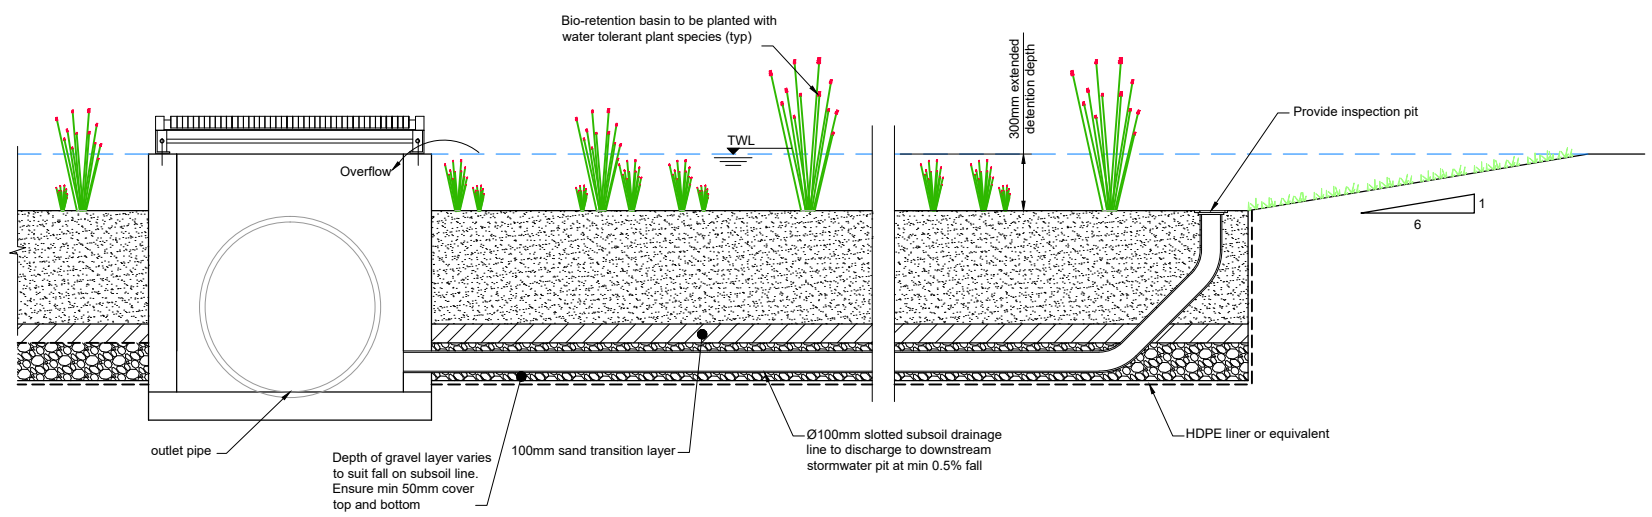 Bio-retention basin to be planted with
water tolerant plant species (typ)
300mm extended
detention depth
Provide inspection pit
TWL
Overflow
1
6
outlet pipe
Depth of gravel layer varies
to suit fall on subsoil line.
Ensure min 50mm cover
top and bottom
100mm sand transition layer
Ø100mm slotted subsoil drainage
line to discharge to downstream
stormwater pit at min 0.5% fall
HDPE liner or equivalent